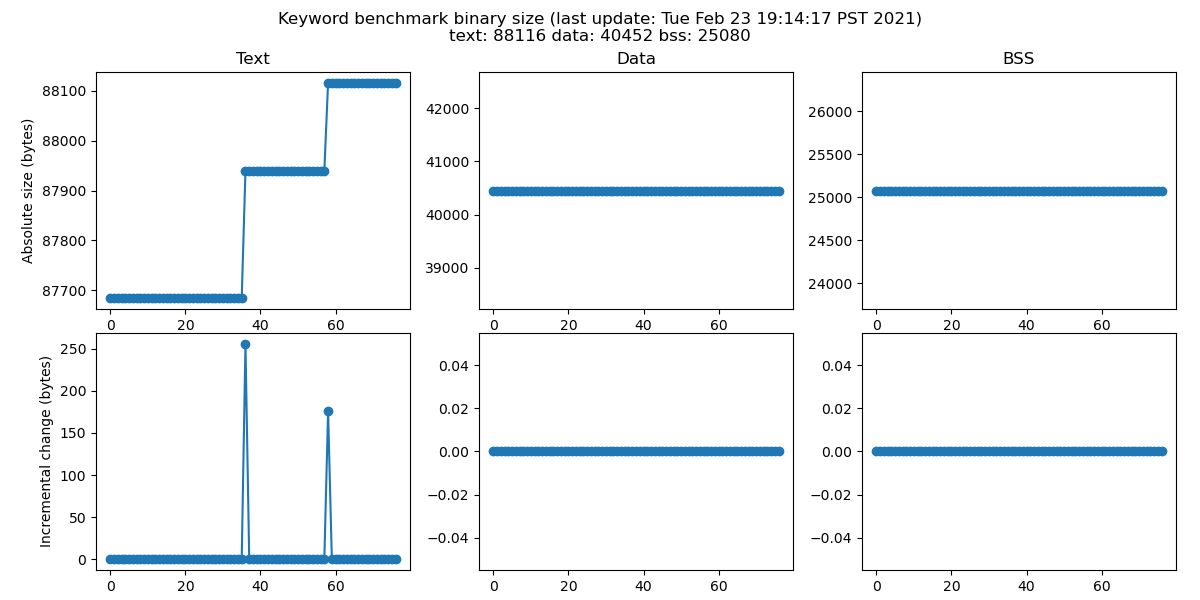 Keyword benchmark binary size (last update: Tue Feb 23 19:14:17 PST 2021)
text: 88116 data: 40452 bss: 25080
Text
Absolute size (bytes)
88100
88000
87900
87800
87700
0 20 40 60
Data
42000
41000
40000
39000
0 20 40 60
BSS
26000
25500
25000
24500
24000
0 20 40 60
Incremental change (bytes)
250
200
150
100
50
0
0 20 40 60
0.04
0.02
0.00
−0.02
−0.04
0 20 40 60
0.04
0.02
0.00
−0.02
−0.04
0 20 40 60